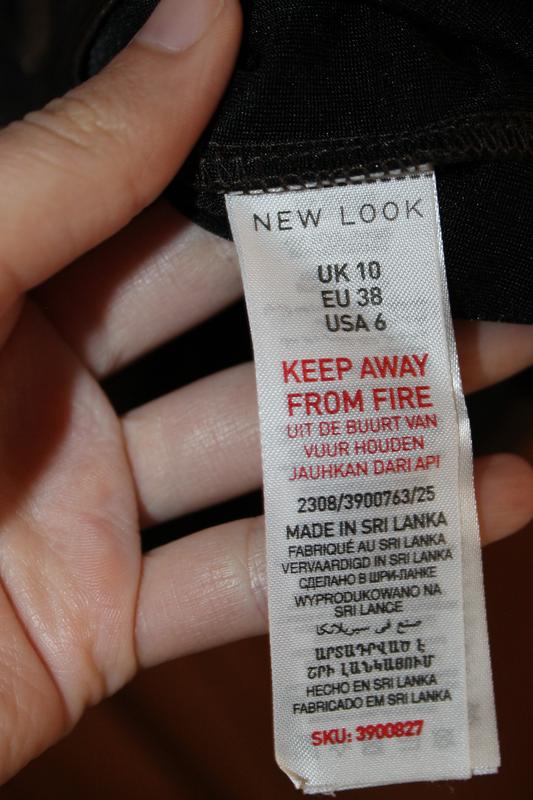 NEW LOOK
UK 10
EU 38
USA 6
KEEP AWAY
FROM FIRE
UIT DE BUURT VAN
VUUR HOUDEN
JAUHKAN DARI API
2308/3900763/25
MADE IN SRI LANKA
FABRIQUÉ AU SRI LANKA
VERVAARDIGD IN SRI LANKA
СДЕЛАНО В ШРИ-ЛАНКЕ
WYPRODUKOWANO NA
SRI LANCE
صنع في سيريلانكا
ԱՐՏԱԴՐՎԱԾ Է
ՇՐԻ ԼԱՆԿԱՅՈՒՄ
HECHO EN SRI LANKA
FABRICADO EM SRI LANKA
SKU: 3900827